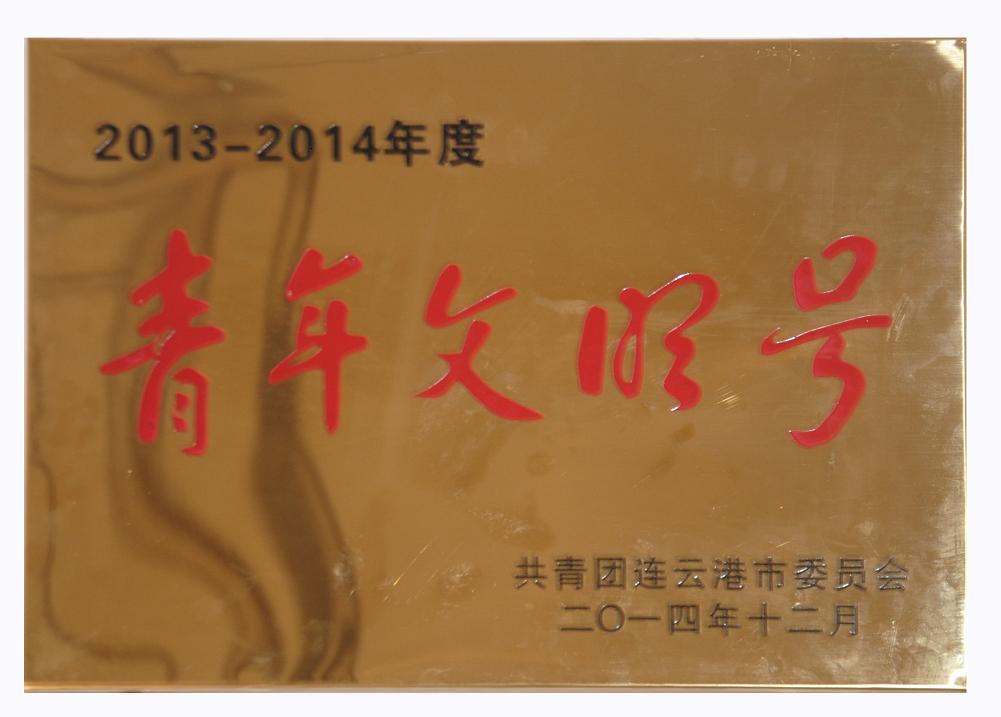 2013-2014年度
青年文明号
共青团连云港市委员会
二〇一四年十二月